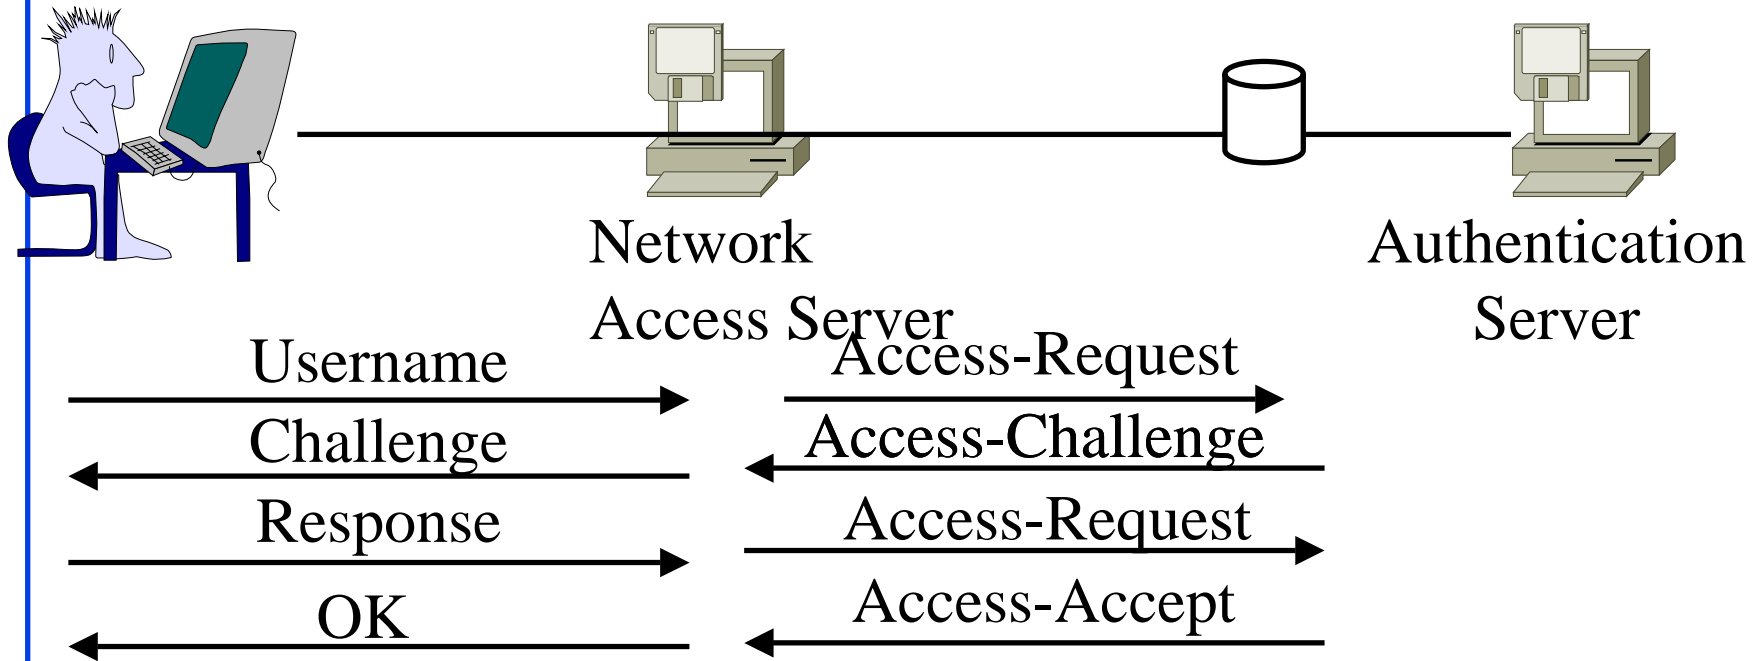 Network
Access Server
Authentication
Server
Username
Access-Request
Challenge
Access-Challenge
Response
Access-Request
OK
Access-Accept